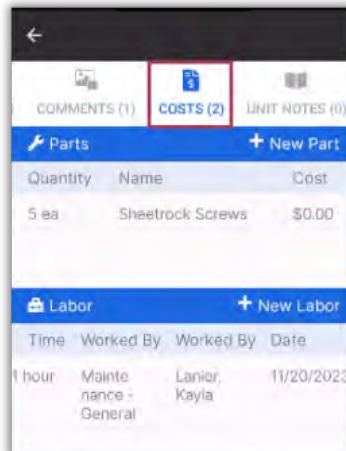 COMMENTS (1) COSTS (2) UNIT NOTES (0)
Parts + New Part
Quantity Name Cost
5 ea Sheetrock Screws $0.00
Labor + New Labor
Time Worked By Worked By Date
1 hour Mainte Lanier, 11/20/2023
nance - Kayla
General